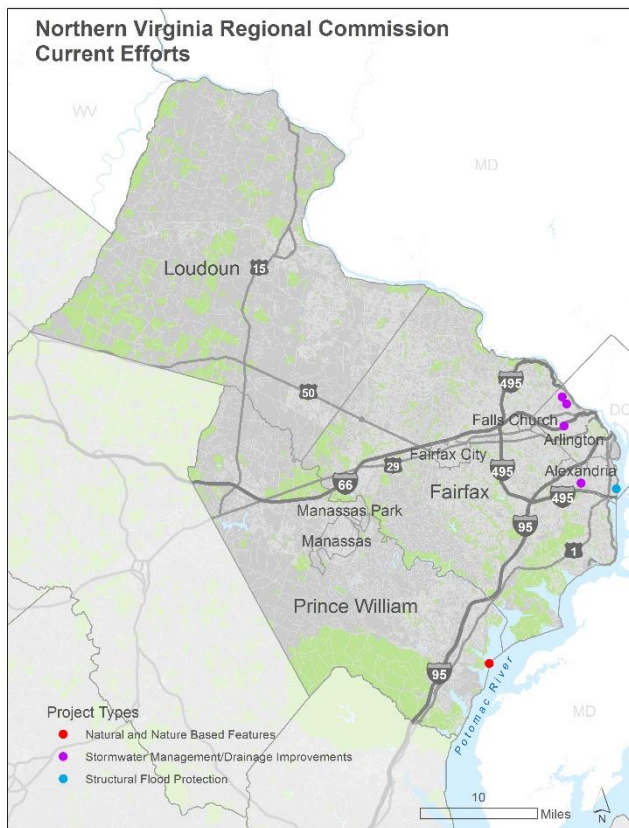 Northern Virginia Regional Commission
Current Efforts
WV
MD
MD
Loudoun
15
50
495
DC
Falls Church
Arlington
Fairfax City
29
495
Alexandria
66
Fairfax
495
Manassas Park
95
Manassas
1
Prince William
95
Potomac River
MD
Project Types
Natural and Nature Based Features
Stormwater Management/Drainage Improvements
Structural Flood Protection
10
Miles
N